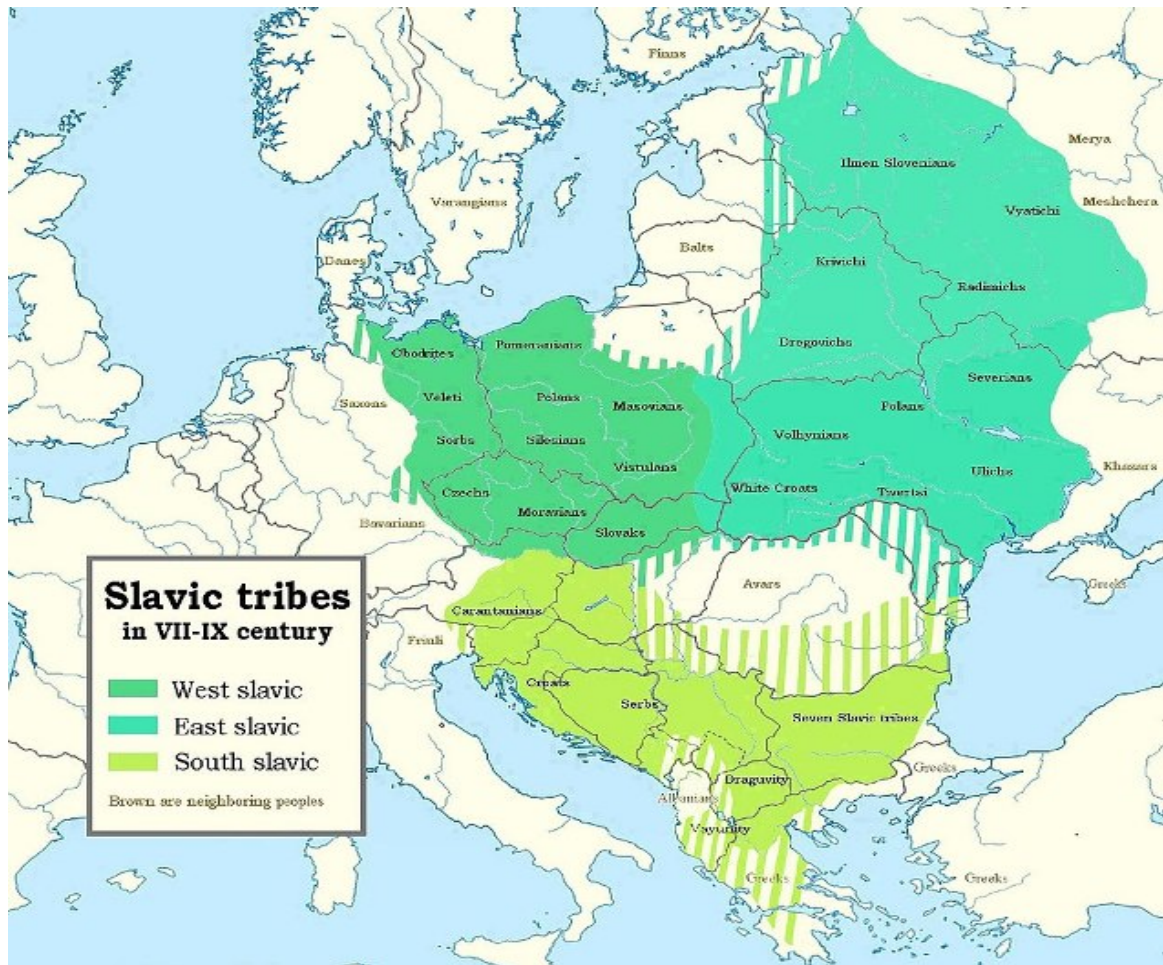 Finns
Merya
Ilmen Slovenians
Meshchera
Varangians
Vyatichi
Balts
Danes
Krivichi
Radimichs
Obodrites
Pomeranians
Dregovichs
Severians
Veleti
Polans
Masovians
Saxons
Polans
Sorbs
Silesians
Volhynians
Vistulans
Ulichs
Khazars
Czechs
White Croats
Tivertsi
Moravians
Bavarians
Slovaks
Avars
Greeks
Slavic tribes
in VII-IX century
West slavic
East slavic
South slavic
Brown are neighboring peoples
Carantanians
Friuli
Croats
Serbs
Seven Slavic tribes
Draguvity
Greeks
Albanians
Vayunity
Greeks
Greeks